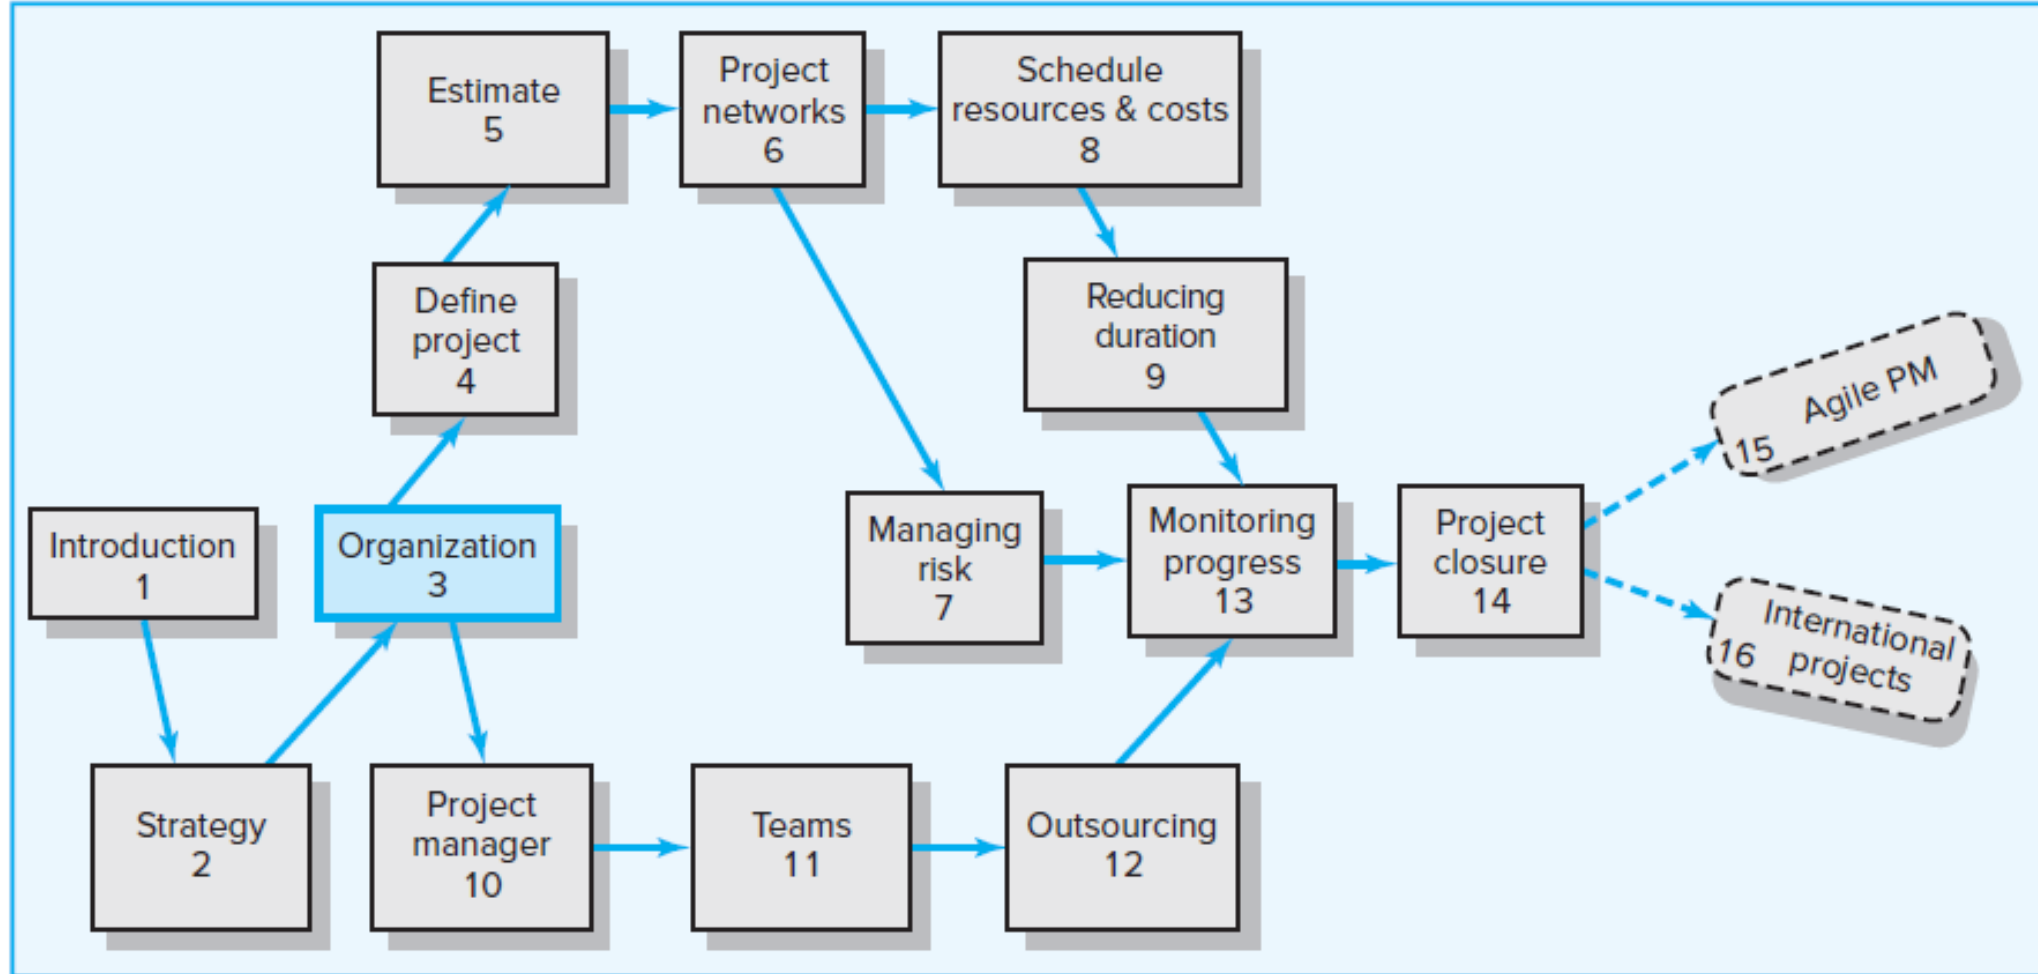 Estimate
5
Project
networks
6
Schedule
resources & costs
8
Define
project
4
Reducing
duration
9
Agile PM
15
Introduction
1
Organization
3
Managing
risk
7
Monitoring
progress
13
Project
closure
14
International
projects
16
Strategy
2
Project
manager
10
Teams
11
Outsourcing
12